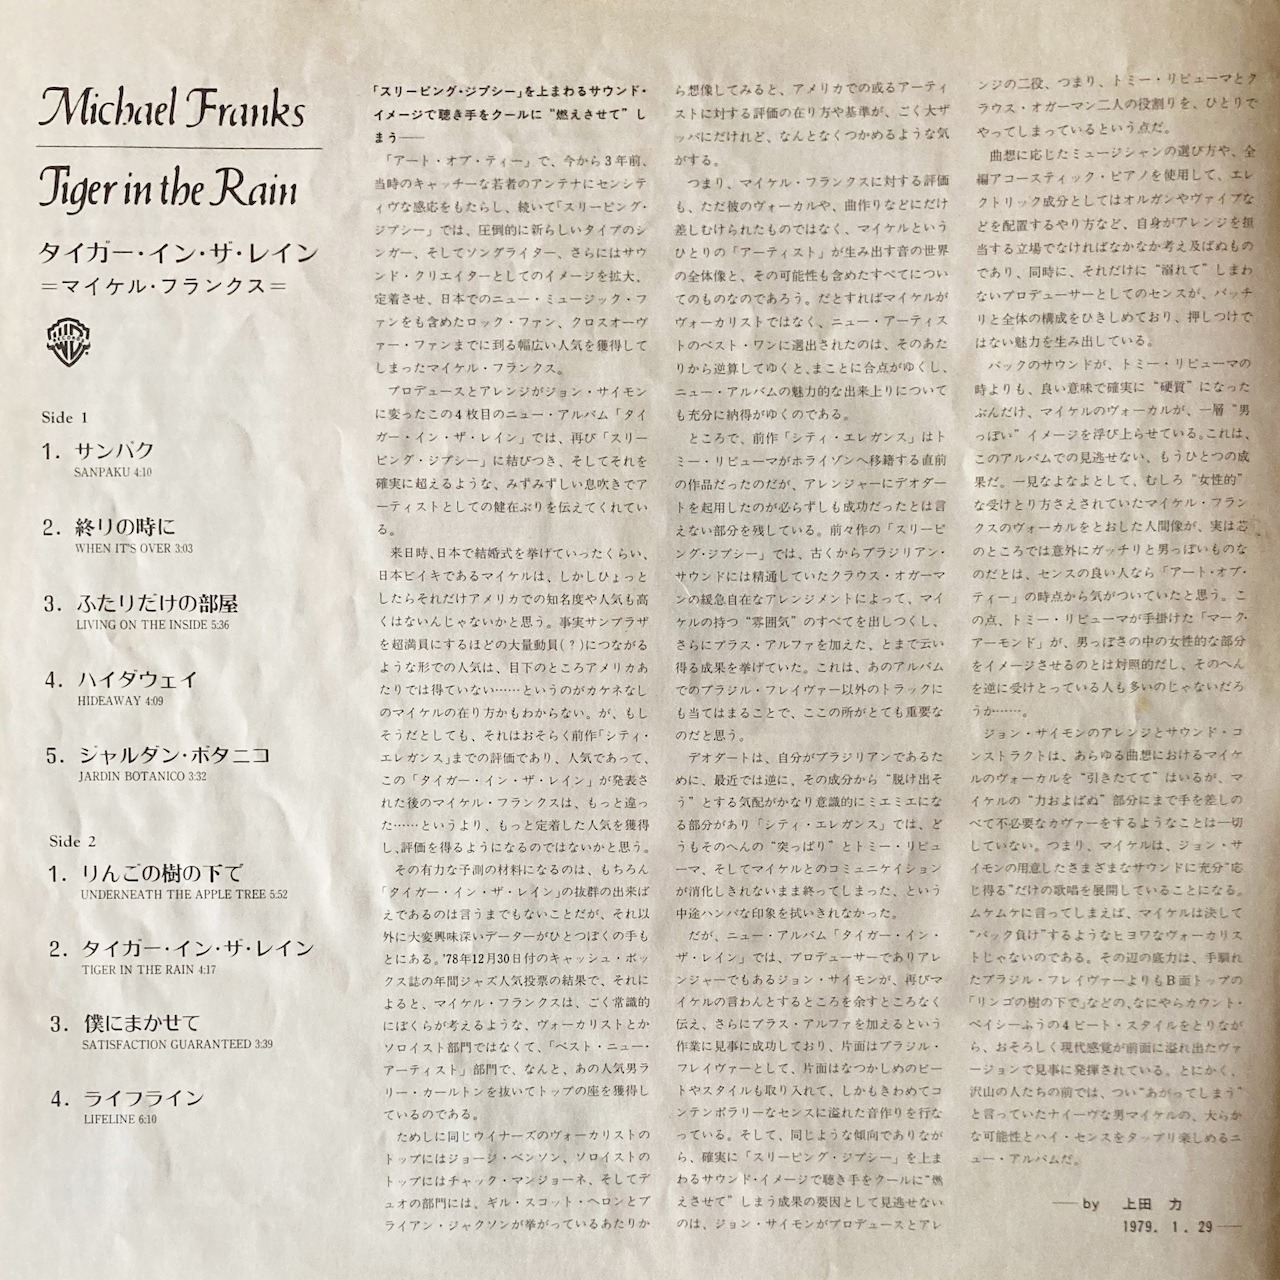 Michael Franks
Tiger in the Rain
タイガー・イン・ザ・レイン
＝マイケル・フランクス＝
Side 1
1. サンパク
SANPAKU 4:10
2. 終りの時に
WHEN IT'S OVER 3:03
3. ふたりだけの部屋
LIVING ON THE INSIDE 5:36
4. ハイダウェイ
HIDEAWAY 4:09
5. ジャルダン・ボタニコ
JARDIN BOTANICO 3:32
Side 2
1. りんごの樹の下で
UNDERNEATH THE APPLE TREE 5:52
2. タイガー・イン・ザ・レイン
TIGER IN THE RAIN 4:17
3. 僕にまかせて
SATISFACTION GUARANTEED 3:39
4. ライフライン
LIFELINE 6:10
「スリーピング・ジプシー」を上まわるサウンド・
イメージで聴き手をクールに“燃えさせて”し
まう──
「アート・オブ・ティー」で、今から3年前、
当時のキャッチーな若者のアンテナにセンシテ
ィヴな感応をもたらし、続いて「スリーピング・
ジプシー」では、圧倒的に新らしいタイプのシ
ンガー、そしてソングライター、さらにはサウ
ンド・クリエイターとしてのイメージを拡大、
定着させ、日本でのニュー・ミュージック・フ
ァンをも含めたロック・ファン、クロスオーヴ
ァー・ファンまでに到る幅広い人気を獲得して
しまったマイケル・フランクス。
プロデュースとアレンジがジョン・サイモン
に変ったこの4枚目のニュー・アルバム「タイ
ガー・イン・ザ・レイン」では、再び「スリー
ピング・ジプシー」に結びつき、そしてそれを
確実に超えるような、みずみずしい息吹きでア
ーティストとしての健在ぶりを伝えてくれてい
る。
来日時、日本で結婚式を挙げていったくらい、
日本ビイキであるマイケルは、しかしひょっと
したらそれだけアメリカでの知名度や人気も高
くはないんじゃないかと思う。事実サンプラザ
を超満員にするほどの大量動員(?)につながる
ような形での人気は、目下のところアメリカあ
たりでは得ていない……というのがカケネなし
のマイケルの在り方かもわからない。が、もし
そうだとしても、それはおそらく前作「シティ・
エレガンス」までの評価であり、人気であって、
この「タイガー・イン・ザ・レイン」が発表さ
れた後のマイケル・フランクスは、もっと違っ
た……というより、もっと定着した人気を獲得
し、評価を得るようになるのではないかと思う。
その有力な予測の材料になるのは、もちろん
「タイガー・イン・ザ・レイン」の抜群の出来ば
えであるのは言うまでもないことだが、それ以
外に大変興味深いデーターがひとつぼくの手も
とにある。'78年12月30日付のキャッシュ・ボッ
クス誌の年間ジャズ人気投票の結果で、それに
よると、マイケル・フランクスは、ごく常識的
にぼくらが考えるような、ヴォーカリストとか
ソロイスト部門ではなくて、「ベスト・ニュー・
アーティスト」部門で、なんと、あの人気男ラ
リー・カールトンを抜いてトップの座を獲得し
ているのである。
ためしに同じウイナーズのヴォーカリストの
トップにはジョージ・ベンソン、ソロイストの
トップにはチャック・マンジョーネ、そしてデ
ュオの部門には、ギル・スコット・ヘロンとブ
ライアン・ジャクソンが挙がっているあたりか
ら想像してみると、アメリカでの或るアーティ
ストに対する評価の在り方や基準が、ごく大ザ
ッパにだけれど、なんとなくつかめるような気
がする。
つまり、マイケル・フランクスに対する評価
も、ただ彼のヴォーカルや、曲作りなどにだけ
差しむけられたものではなく、マイケルという
ひとりの「アーティスト」が生み出す音の世界
の全体像と、その可能性も含めたすべてについ
てのものなのであろう。だとすればマイケルが
ヴォーカリストではなく、ニュー・アーティス
トのベスト・ワンに選出されたのは、そのあた
りから逆算してゆくと、まことに合点がゆくし、
ニュー・アルバムの魅力的な出来上りについて
も充分に納得がゆくのである。
ところで、前作「シティ・エレガンス」はト
ミー・リピューマがホライゾンへ移籍する直前
の作品だったのだが、アレンジャーにデオダー
トを起用したのが必らずしも成功だったとは言
えない部分を残している。前々作の「スリーピ
ング・ジプシー」では、古くからブラジリアン・
サウンドには精通していたクラウス・オガーマ
ンの緩急自在なアレンジメントによって、マイ
ケルの持つ“雰囲気”のすべてを出しつくし、
さらにプラス・アルファを加えた、とまで云い
得る成果を挙げていた。これは、あのアルバム
でのブラジル・フレイヴァー以外のトラックに
も当てはまることで、ここの所がとても重要な
のだと思う。
デオダートは、自分がブラジリアンであるた
めに、最近では逆に、その成分から“脱け出そ
う”とする気配がかなり意識的にミエミエにな
る部分があり「シティ・エレガンス」では、ど
うもそのへんの“突っぱり”とトミー・リピュ
ーマ、そしてマイケルとのコミュニケイション
が消化しきれないまま終ってしまった、という
中途ハンパな印象を拭いきれなかった。
だが、ニュー・アルバム「タイガー・イン・
ザ・レイン」では、プロデューサーでありアレ
ンジャーでもあるジョン・サイモンが、再びマ
イケルの言わんとするところを余すところなく
伝え、さらにプラス・アルファを加えるという
作業に見事に成功しており、片面はブラジル・
フレイヴァーとして、片面はなつかしめのビー
トやスタイルも取り入れて、しかもきわめてコ
ンテンポラリーなセンスに溢れた音作りを行な
っている。そして、同じような傾向でありなが
ら、確実に「スリーピング・ジプシー」を上ま
わるサウンド・イメージで聴き手をクールに“燃
えさせて”しまう成果の要因として見逃せない
のは、ジョン・サイモンがプロデュースとアレ
ンジの二役、つまり、トミー・リピューマとク
ラウス・オガーマン二人の役割りを、ひとりで
やってしまっているという点だ。
曲想に応じたミュージシャンの選び方や、全
編アコースティック・ピアノを使用して、エレ
クトリック成分としてはオルガンやヴァイブな
どを配置するやり方など、自身がアレンジを担
当する立場でなければなかなか考え及ばぬもの
であり、同時に、それだけに“溺れて”しまわ
ないプロデューサーとしてのセンスが、バッチ
リと全体の構成をひきしめており、押しつけで
はない魅力を生み出している。
バックのサウンドが、トミー・リピューマの
時よりも、良い意味で確実に“硬質”になった
ぶんだけ、マイケルのヴォーカルが、一層“男
っぽい”イメージを浮び上らせている。これは、
このアルバムでの見逃せない、もうひとつの成
果だ。一見なよなよとして、むしろ“女性的”
な受けとり方さえされていたマイケル・フラン
クスのヴォーカルをとおした人間像が、実は芯
のところでは意外にガッチリと男っぽいものな
のだとは、センスの良い人なら「アート・オブ・
ティー」の時点から気がついていたと思う。こ
の点、トミー・リピューマが手掛けた「マーク・
アーモンド」が、男っぽさの中の女性的な部分
をイメージさせるのとは対照的だし、そのへん
を逆に受けとっている人も多いのじゃないだろ
うか……。
ジョン・サイモンのアレンジとサウンド・コ
ンストラクトは、あらゆる曲想におけるマイケ
ルのヴォーカルを“引きたてて”はいるが、マ
イケルの“力およばぬ”部分にまで手を差しの
べて不必要なカヴァーをするようなことは一切
していない。つまり、マイケルは、ジョン・サ
イモンの用意したさまざまなサウンドに充分“応
じ得る”だけの歌唱を展開していることになる。
ムケムケに言ってしまえば、マイケルは決して
“バック負け”するようなヒヨワなヴォーカリス
トじゃないのである。その辺の底力は、手馴れ
たブラジル・フレイヴァーよりもB面トップの
「リンゴの樹の下で」などの、なにやらカウント・
ベイシーふうの4ビート・スタイルをとりなが
ら、おそろしく現代感覚が前面に溢れ出たヴァ
ージョンで見事に発揮されている。とにかく、
沢山の人たちの前では、つい“あがってしまう”
と言っていたナイーヴな男マイケルの、大らか
な可能性とハイ・センスをタップリ楽しめるニ
ュー・アルバムだ。
──by 上田 力
1979. 1. 29──